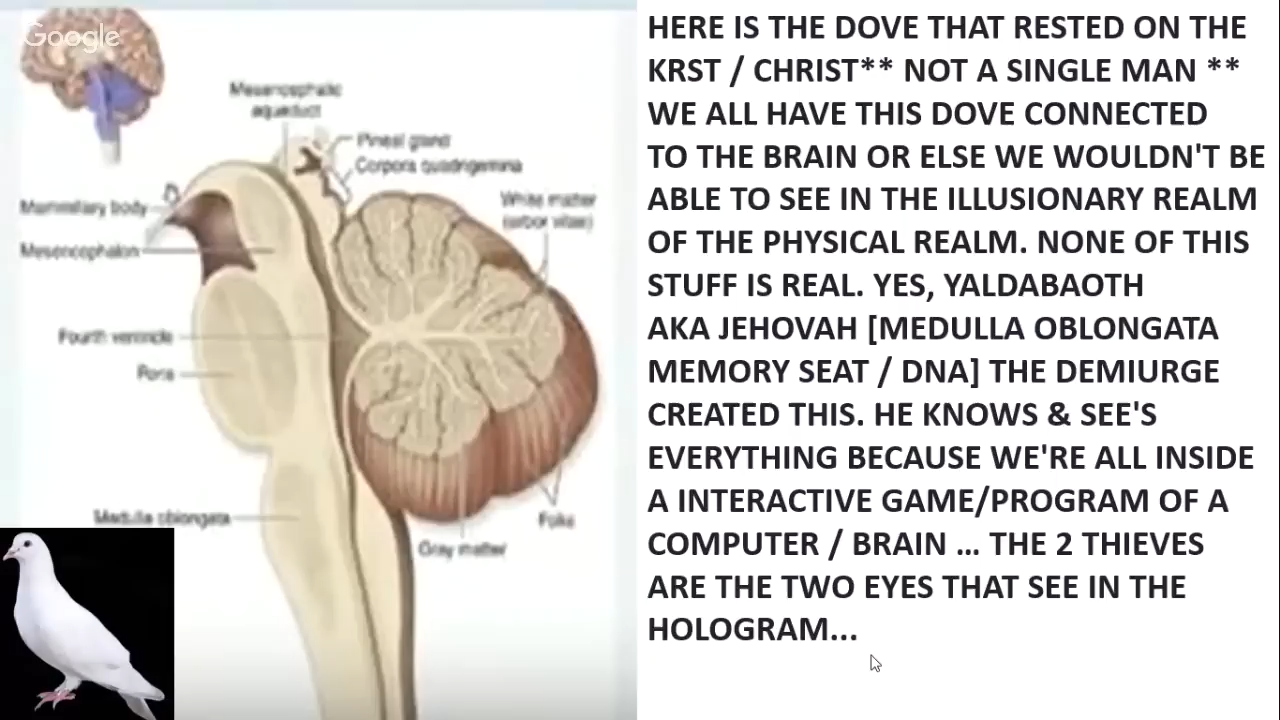 Google
Mesencephalic
aqueduct
Pineal gland
Corpora quadrigemina
White matter
(arbor vitae)
Mammillary body
Mesencephalon
Fourth ventricle
Pons
Medulla oblongata
Gray matter
Folia
HERE IS THE DOVE THAT RESTED ON THE
KRST / CHRIST** NOT A SINGLE MAN **
WE ALL HAVE THIS DOVE CONNECTED
TO THE BRAIN OR ELSE WE WOULDN'T BE
ABLE TO SEE IN THE ILLUSIONARY REALM
OF THE PHYSICAL REALM. NONE OF THIS
STUFF IS REAL. YES, YALDABAOTH
AKA JEHOVAH [MEDULLA OBLONGATA
MEMORY SEAT / DNA] THE DEMIURGE
CREATED THIS. HE KNOWS & SEE'S
EVERYTHING BECAUSE WE'RE ALL INSIDE
A INTERACTIVE GAME/PROGRAM OF A
COMPUTER / BRAIN ... THE 2 THIEVES
ARE THE TWO EYES THAT SEE IN THE
HOLOGRAM...